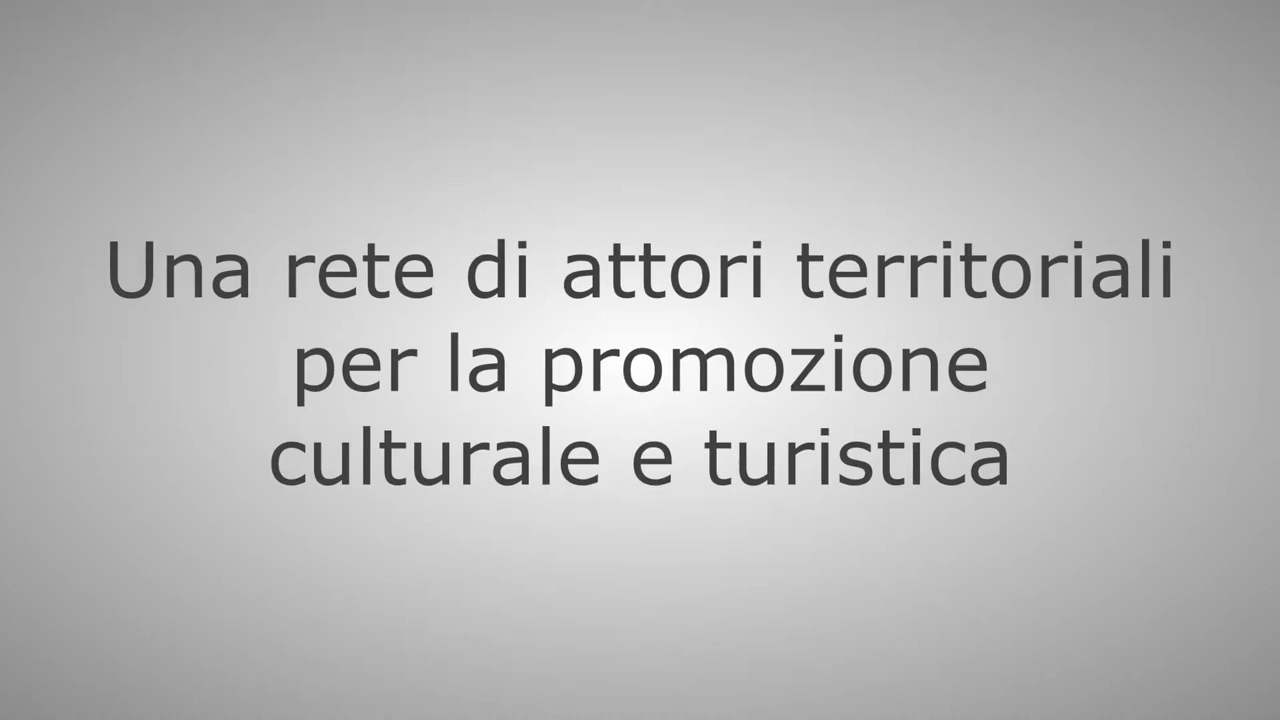 Una rete di attori territoriali
per la promozione
culturale e turistica